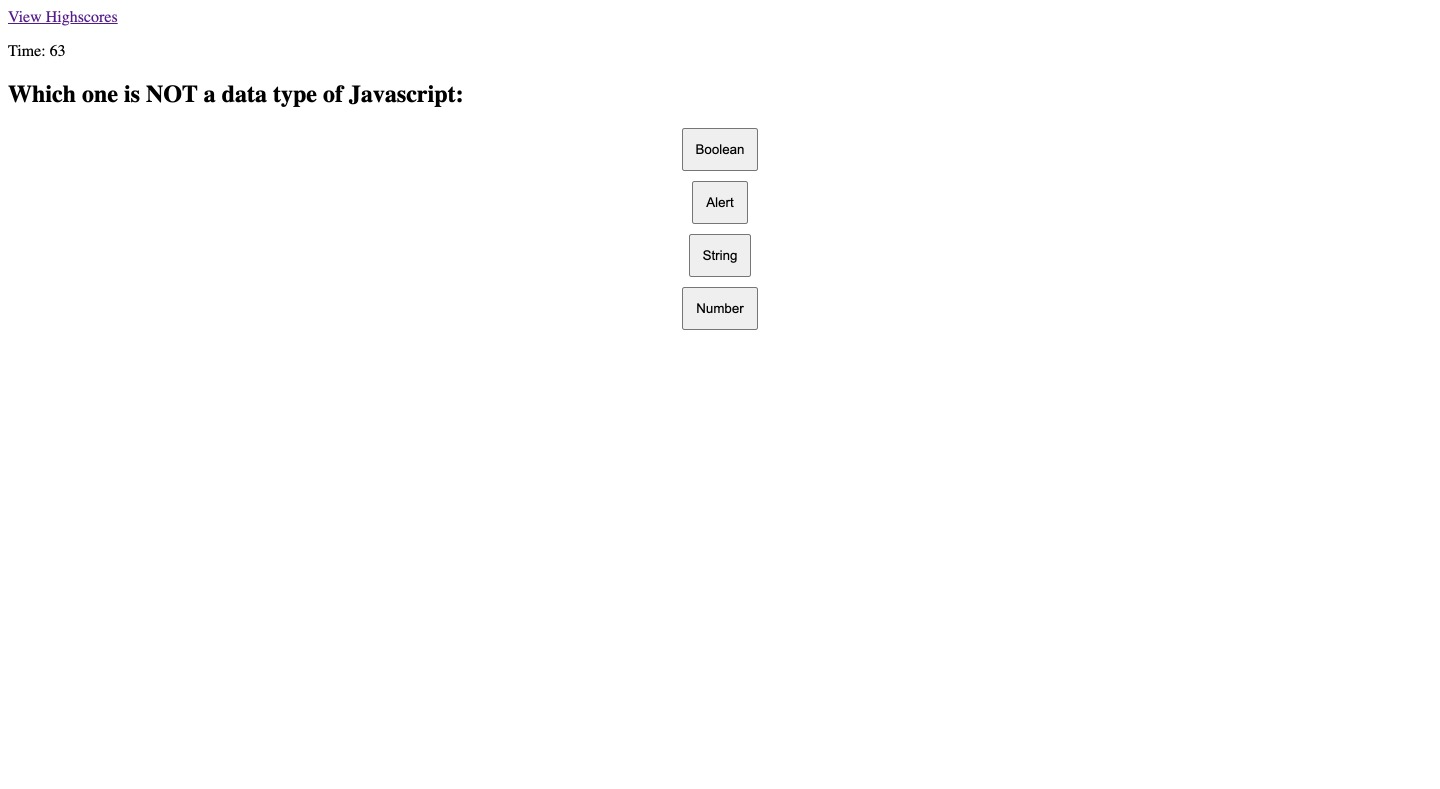 View Highscores
Time: 63
Which one is NOT a data type of Javascript:
Boolean
Alert
String
Number